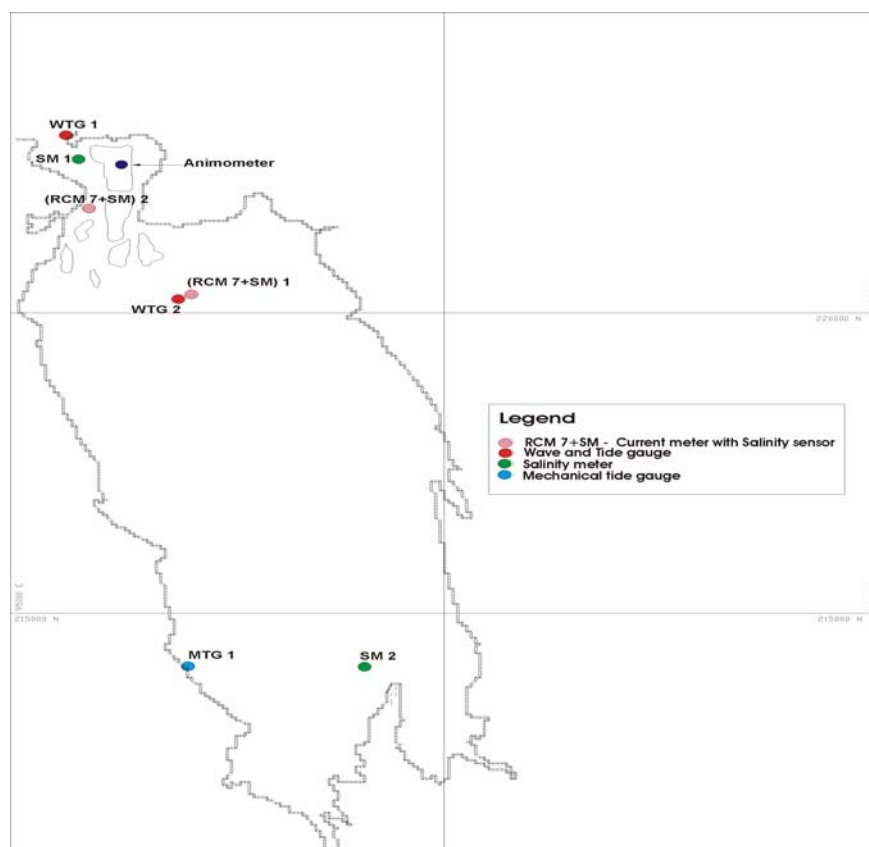 WTG 1
SM 1
Animometer
(RCM 7+SM) 2
(RCM 7+SM) 1
WTG 2
220000 N
Legend
RCM 7+SM - Current meter with Salinity sensor
Wave and Tide gauge
Salinity meter
Mechanical tide gauge
9500 E
215000 N
215000 N
MTG 1
SM 2